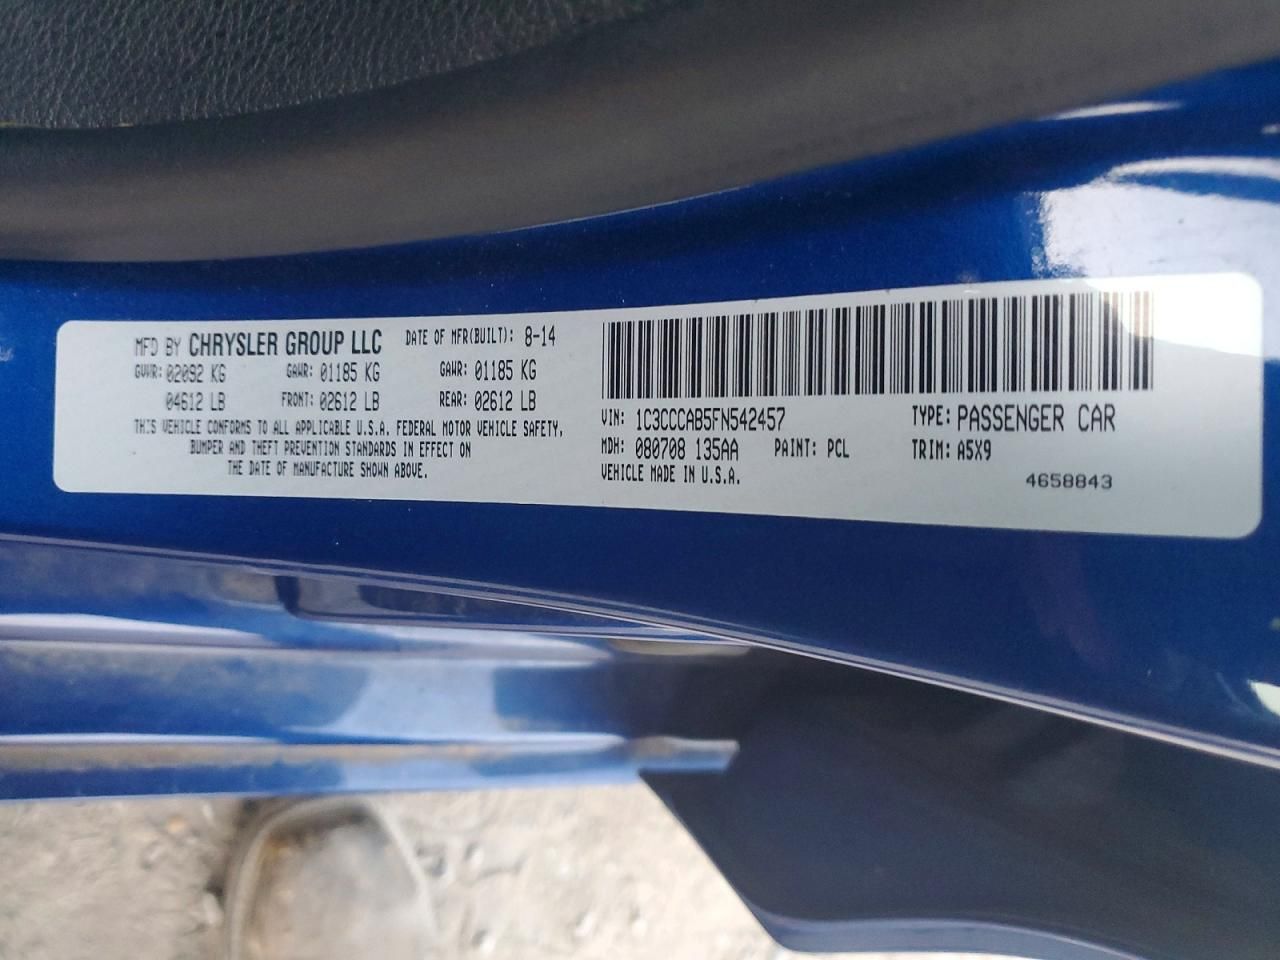 MFD BY CHRYSLER GROUP LLC DATE OF MFR(BUILT): 8-14
GVWR: 02092 KG GAWR: 01185 KG GAWR: 01185 KG
04612 LB FRONT: 02612 LB REAR: 02612 LB
THIS VEHICLE CONFORMS TO ALL APPLICABLE U.S.A. FEDERAL MOTOR VEHICLE SAFETY,
BUMPER AND THEFT PREVENTION STANDARDS IN EFFECT ON
THE DATE OF MANUFACTURE SHOWN ABOVE.
VIN: 1C3CCCAB5FN542457 TYPE: PASSENGER CAR
MDH: 080708 135AA PAINT: PCL TRIM: A5X9
VEHICLE MADE IN U.S.A.
4658843